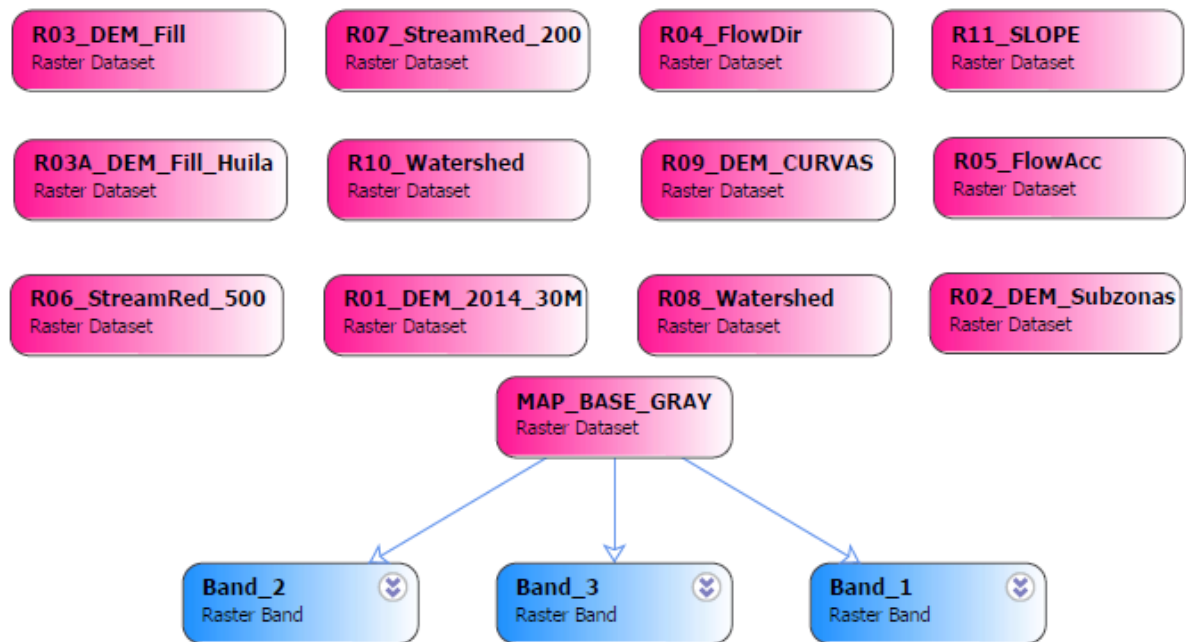 R03_DEM_Fill
Raster Dataset
R07_StreamRed_200
Raster Dataset
R04_FlowDir
Raster Dataset
R11_SLOPE
Raster Dataset
R03A_DEM_Fill_Huila
Raster Dataset
R10_Watershed
Raster Dataset
R09_DEM_CURVAS
Raster Dataset
R05_FlowAcc
Raster Dataset
R06_StreamRed_500
Raster Dataset
R01_DEM_2014_30M
Raster Dataset
R08_Watershed
Raster Dataset
R02_DEM_Subzonas
Raster Dataset
MAP_BASE_GRAY
Raster Dataset
Band_2
Raster Band
Band_3
Raster Band
Band_1
Raster Band